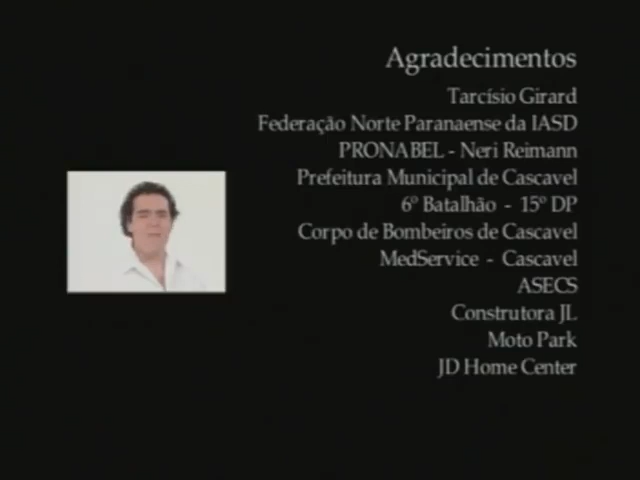 Agradecimentos
Tarcísio Girard
Federação Norte Paranaense da IASD
PRONABEL - Neri Reimann
Prefeitura Municipal de Cascavel
6º Batalhão - 15º DP
Corpo de Bombeiros de Cascavel
MedService - Cascavel
ASECS
Construtora JL
Moto Park
JD Home Center